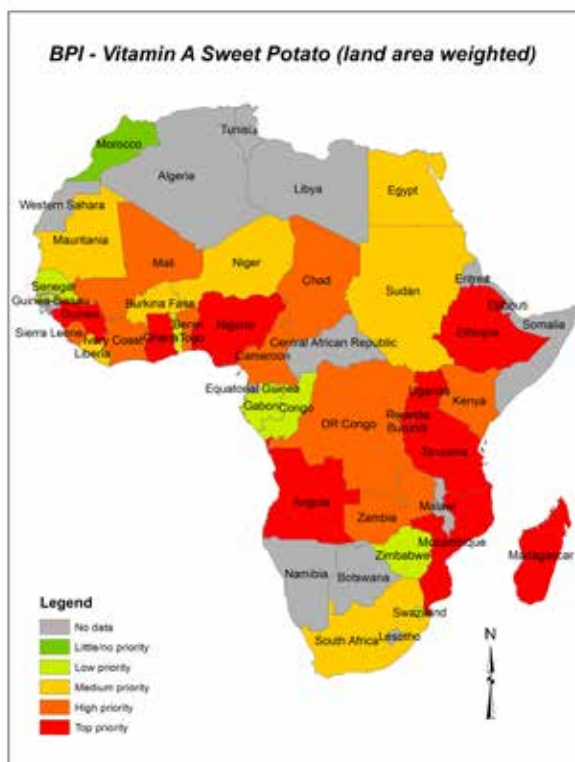 BPI - Vitamin A Sweet Potato (land area weighted)
Tunisia
Morocco
Algeria
Libya
Egypt
Western Sahara
Mauritania
Mali
Niger
Chad
Sudan
Eritrea
Senegal
Guinea-Bissau
Guinea
Burkina Faso
Djibouti
Sierra Leone
Ivory Coast
Ghana
Benin
Togo
Nigeria
Ethiopia
Somalia
Liberia
Central African Republic
Cameroon
Equatorial Guinea
Gabon
Congo
DR Congo
Uganda
Kenya
Rwanda
Burundi
Tanzania
Angola
Zambia
Malawi
Mozambique
Zimbabwe
Madagascar
Namibia
Botswana
Swaziland
South Africa
Lesotho
N
Legend
No data
Little/no priority
Low priority
Medium priority
High priority
Top priority